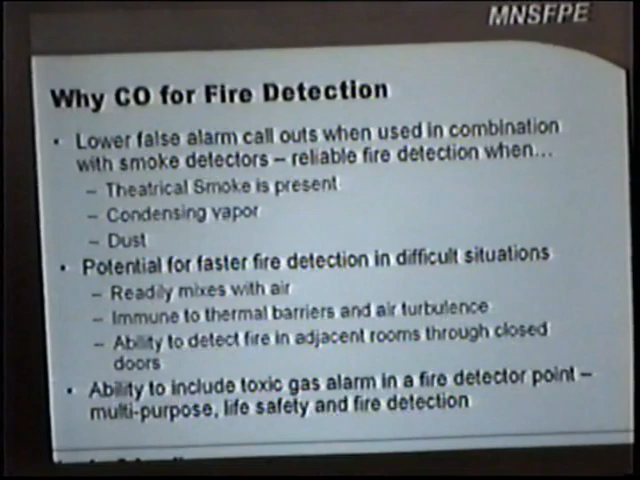 MNSFPE
Why CO for Fire Detection
• Lower false alarm call outs when used in combination
with smoke detectors – reliable fire detection when...
– Theatrical Smoke is present
– Condensing vapor
– Dust
• Potential for faster fire detection in difficult situations
– Readily mixes with air
– Immune to thermal barriers and air turbulence
– Ability to detect fire in adjacent rooms through closed
doors
• Ability to include toxic gas alarm in a fire detector point –
multi-purpose, life safety and fire detection